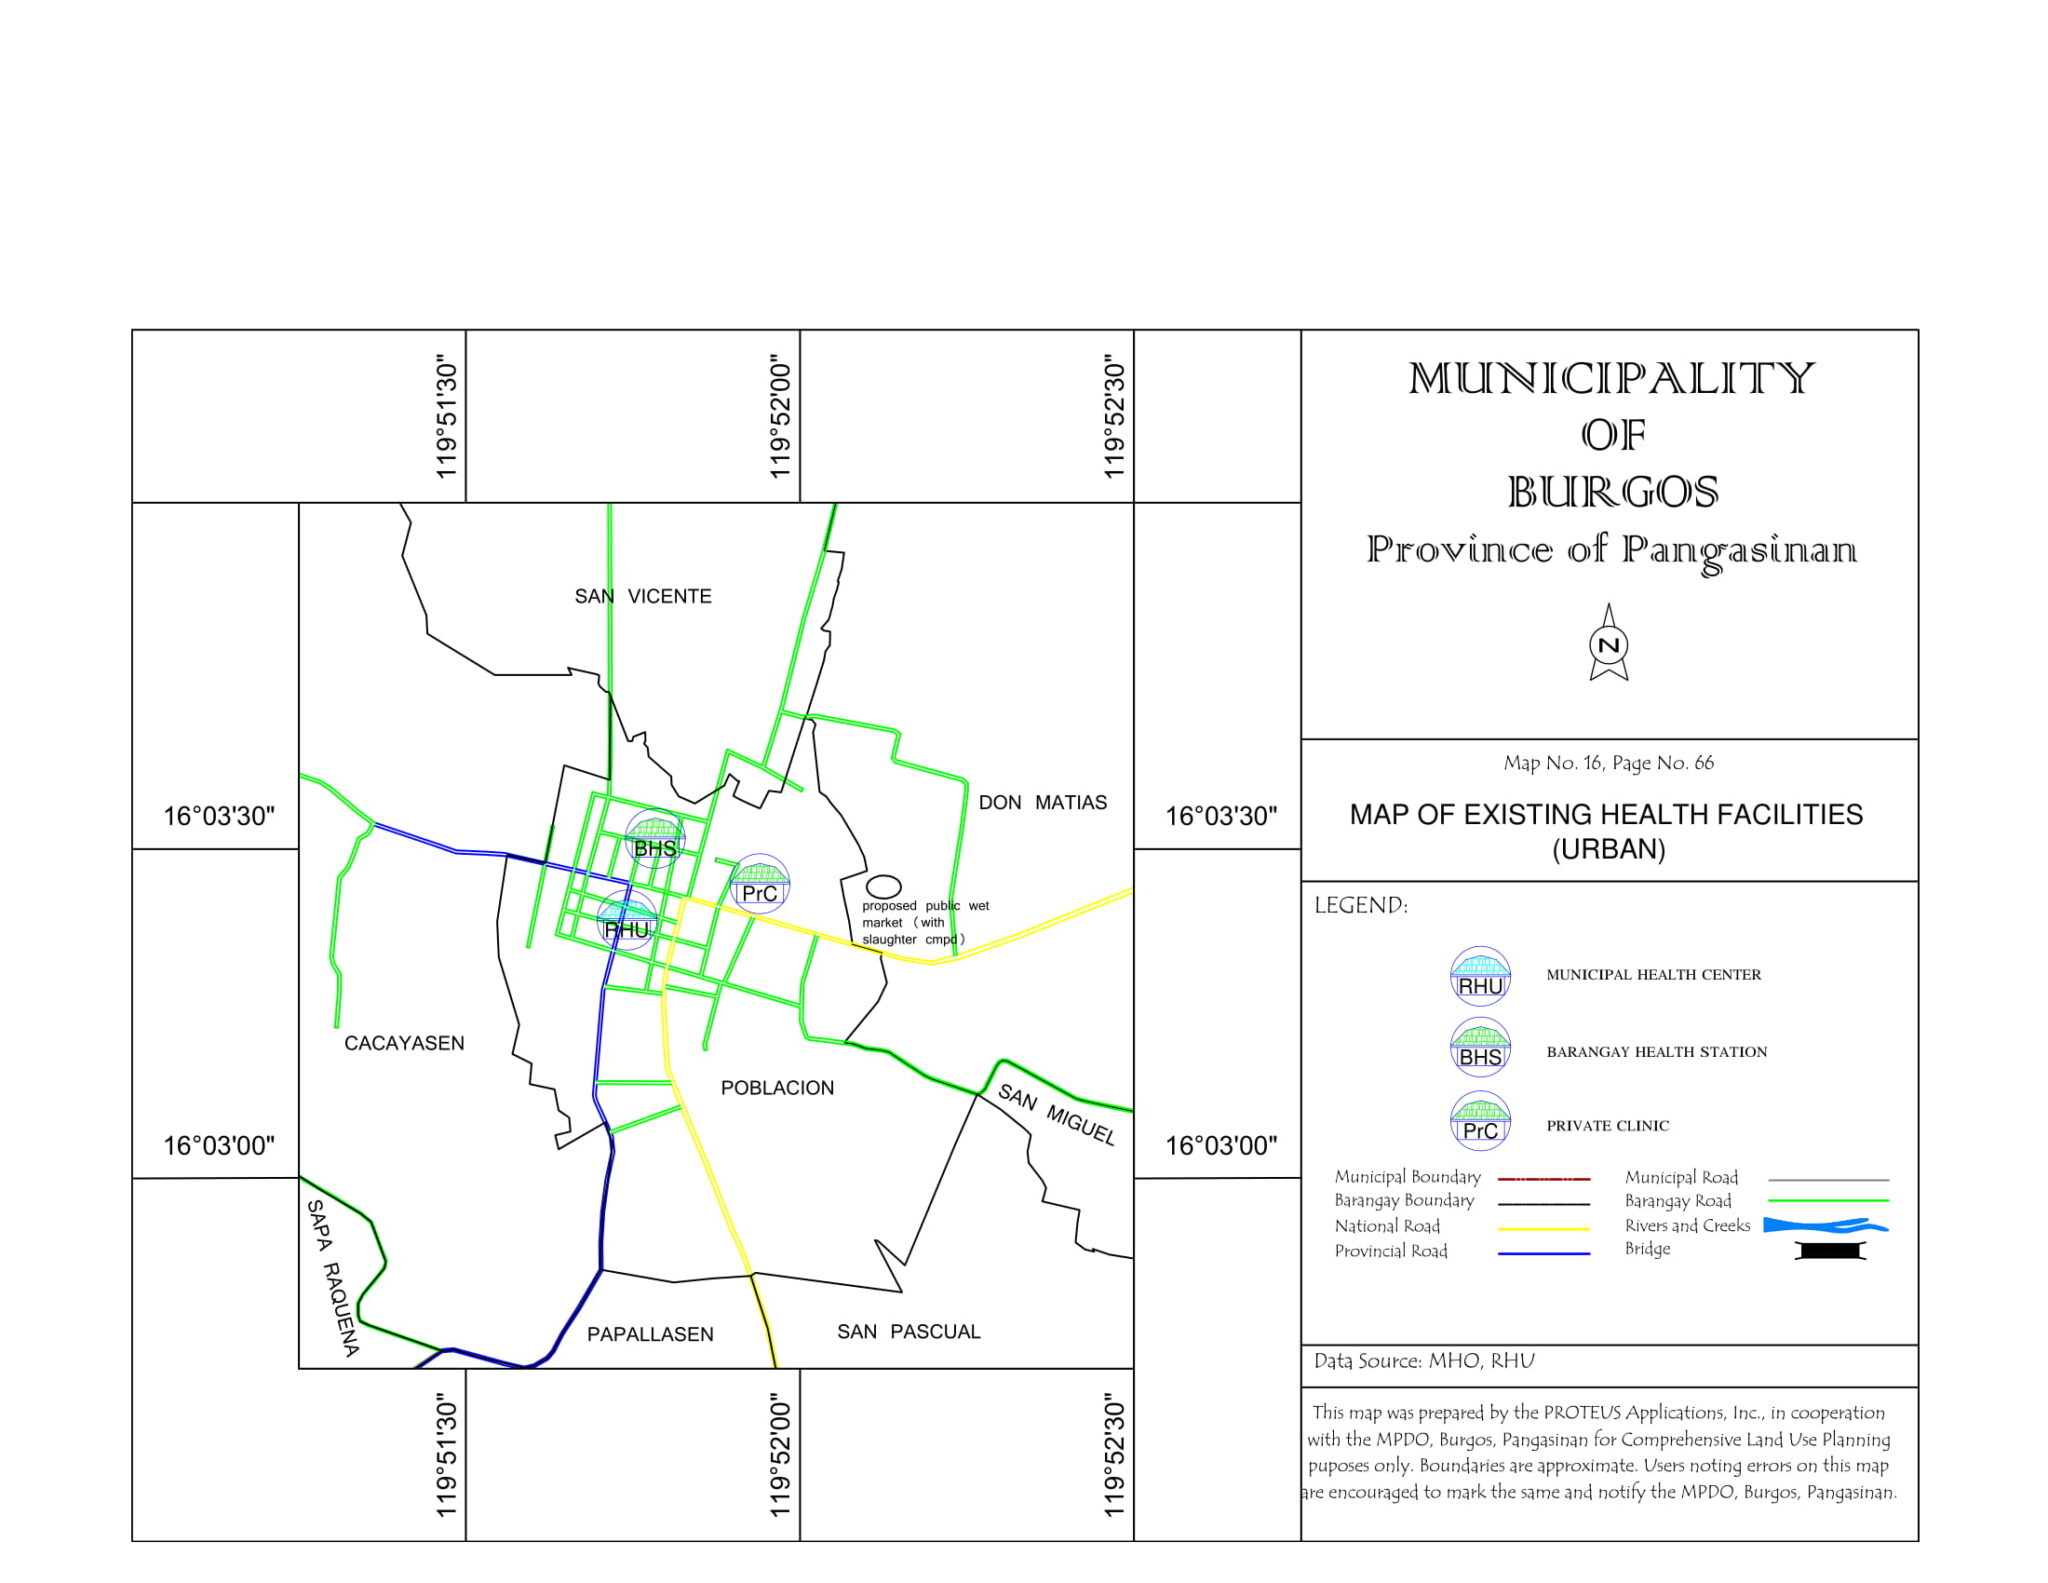 119°51'30"
119°52'00"
119°52'30"
MUNICIPALITY
OF
BURGOS
Province of Pangasinan
N
SAN VICENTE
Map No. 16, Page No. 66
MAP OF EXISTING HEALTH FACILITIES
(URBAN)
16°03'30"
DON MATIAS
16°03'30"
BHS
PrC
RHU
proposed public wet
market (with
slaughter cmpd)
LEGEND:
RHU MUNICIPAL HEALTH CENTER
BHS BARANGAY HEALTH STATION
PrC PRIVATE CLINIC
CACAYASEN
POBLACION
SAN MIGUEL
16°03'00"
16°03'00"
Municipal Boundary
Municipal Road
Barangay Boundary
Barangay Road
National Road
Rivers and Creeks
Provincial Road
Bridge
SAPA RAQUENA
PAPALLASEN
SAN PASCUAL
Data Source: MHO, RHU
119°51'30"
119°52'00"
119°52'30"
This map was prepared by the PROTEUS Applications, Inc., in cooperation
with the MPDO, Burgos, Pangasinan for Comprehensive Land Use Planning
puposes only. Boundaries are approximate. Users noting errors on this map
are encouraged to mark the same and notify the MPDO, Burgos, Pangasinan.